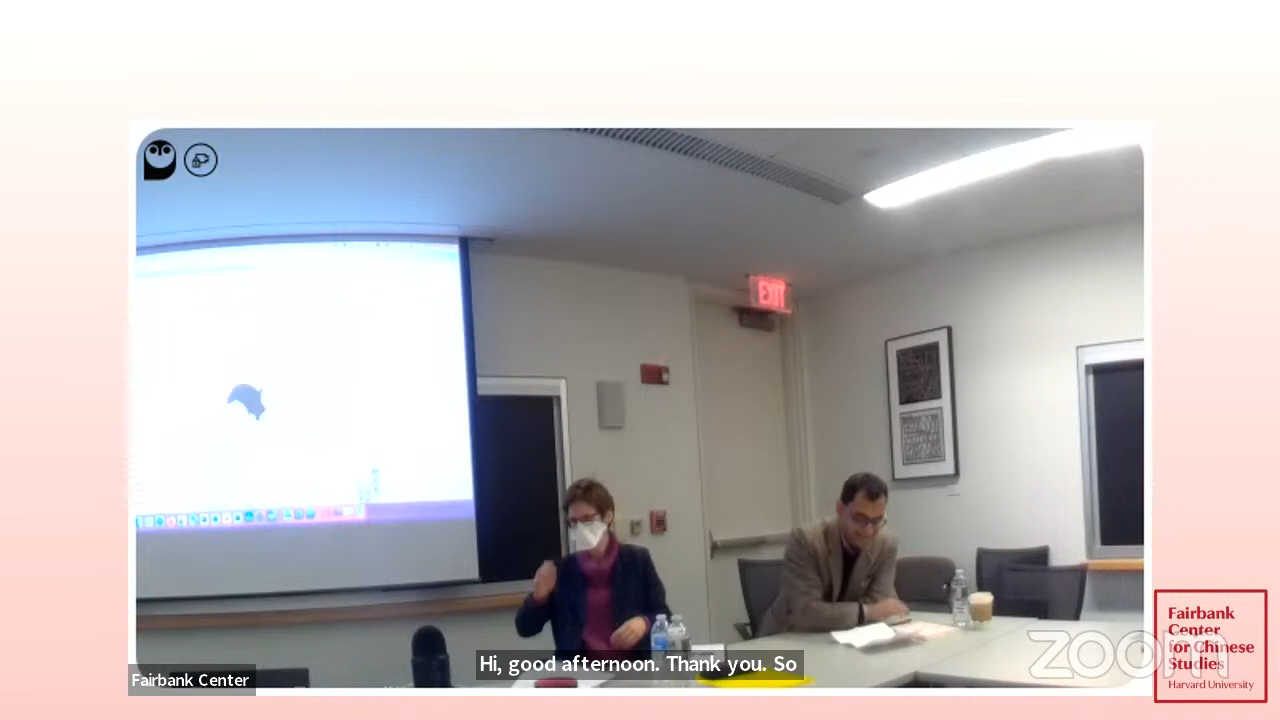 EXIT
Hi, good afternoon. Thank you. So
Fairbank Center
zoom
Fairbank
Center
for Chinese
Studies
Harvard University